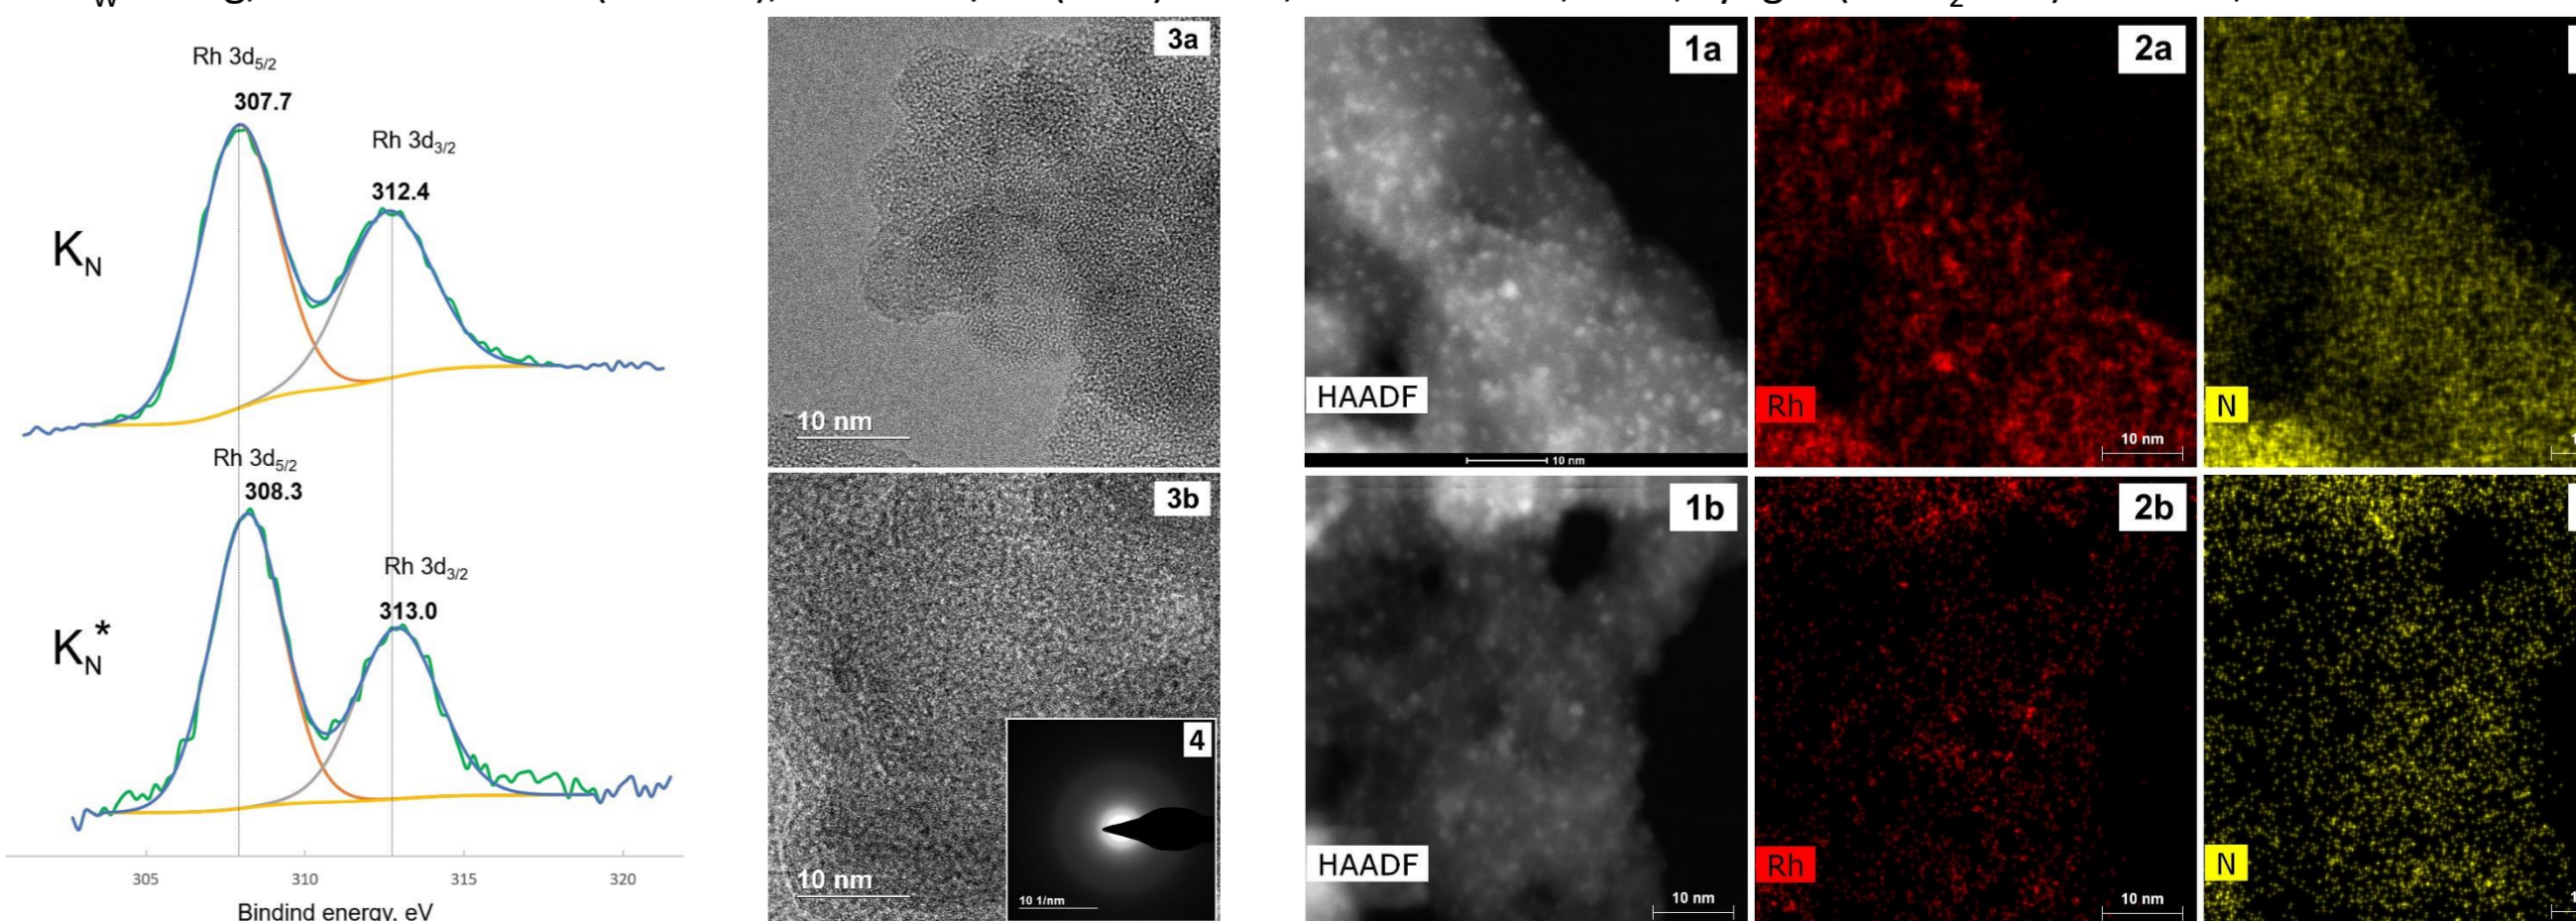 W
2
Rh 3d5/2
307.7
Rh 3d3/2
312.4
KN
Rh 3d5/2
308.3
Rh 3d3/2
313.0
KN*
305
310
315
320
Bindind energy, eV
3a
10 nm
3b
10 nm
4
10 1/nm
1a
HAADF
10 nm
2a
Rh
10 nm
N
1b
HAADF
10 nm
2b
Rh
10 nm
N